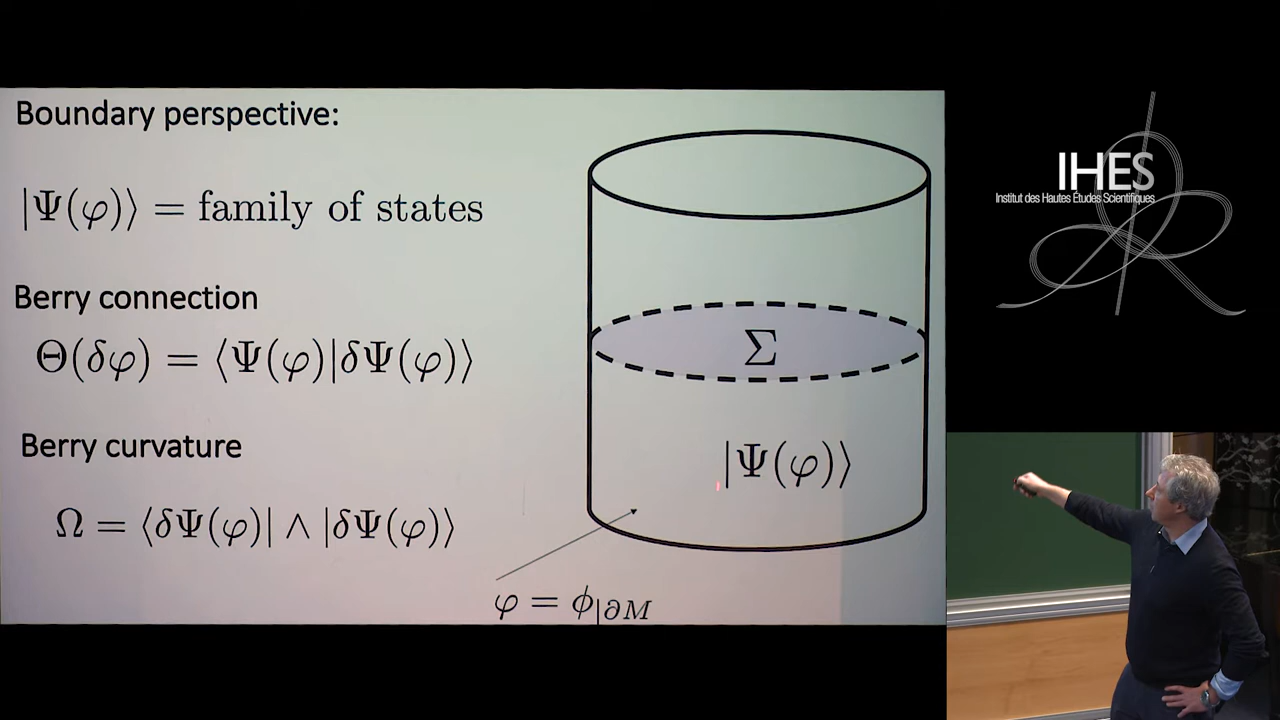 Boundary perspective:
|Ψ(φ)⟩ = family of states
Berry connection
Θ(δφ) = ⟨Ψ(φ)|δΨ(φ)⟩
Berry curvature
Ω = ⟨δΨ(φ)| ∧ |δΨ(φ)⟩
Σ
|Ψ(φ)⟩
φ = ϕ|∂M
IHES
Institut des Hautes Études Scientifiques